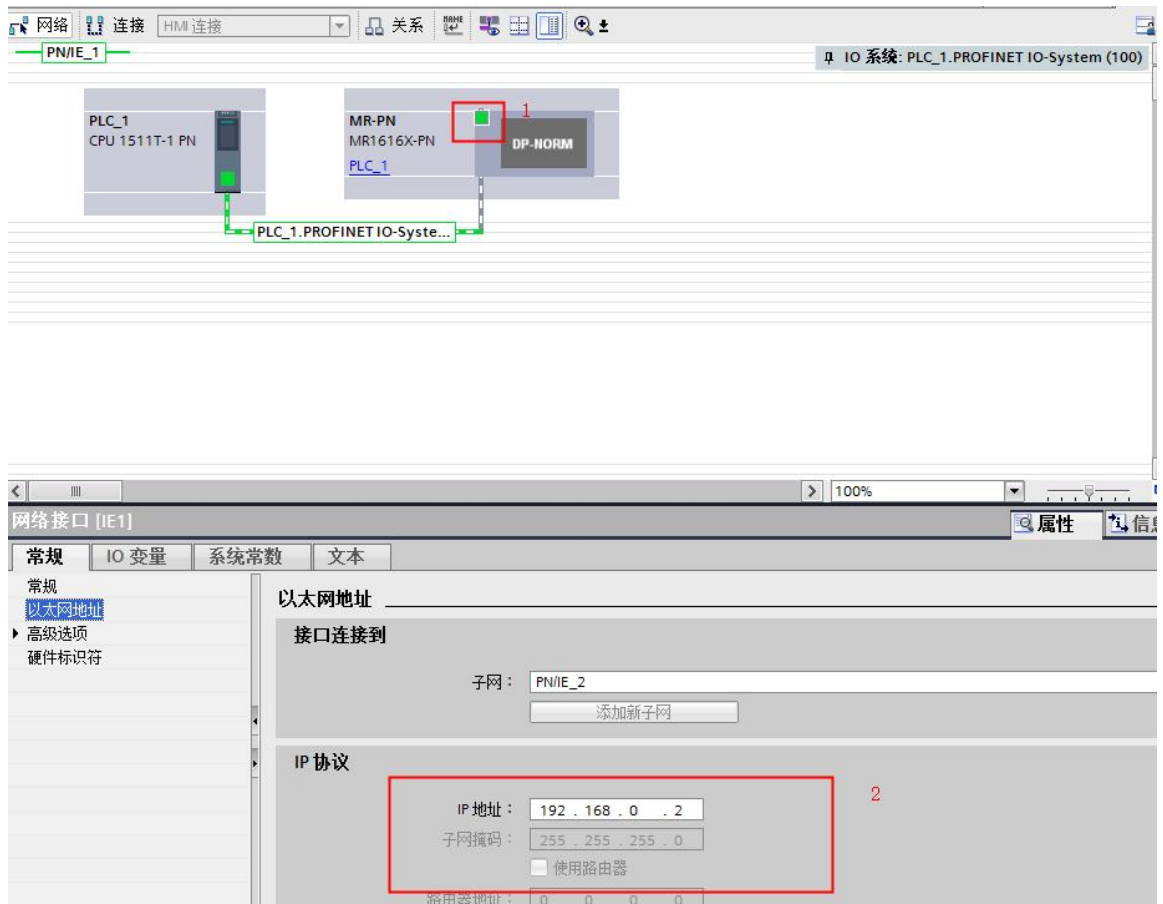 网络 连接 HMI 连接 关系
PN/IE_1
IO 系统: PLC_1.PROFINET IO-System (100)
PLC_1
CPU 1511T-1 PN
MR-PN
MR1616X-PN
PLC_1
1
DP-NORM
PLC_1.PROFINET IO-Syste...
100%
网络接口 [IE1]
属性
常规 IO 变量 系统常数 文本
常规
以太网地址
高级选项
硬件标识符
以太网地址
接口连接到
子网: PN/IE_2
添加新子网
IP 协议
2
IP 地址: 192 . 168 . 0 . 2
子网掩码: 255 . 255 . 255 . 0
使用路由器
路由器地址: 0 . 0 . 0 . 0